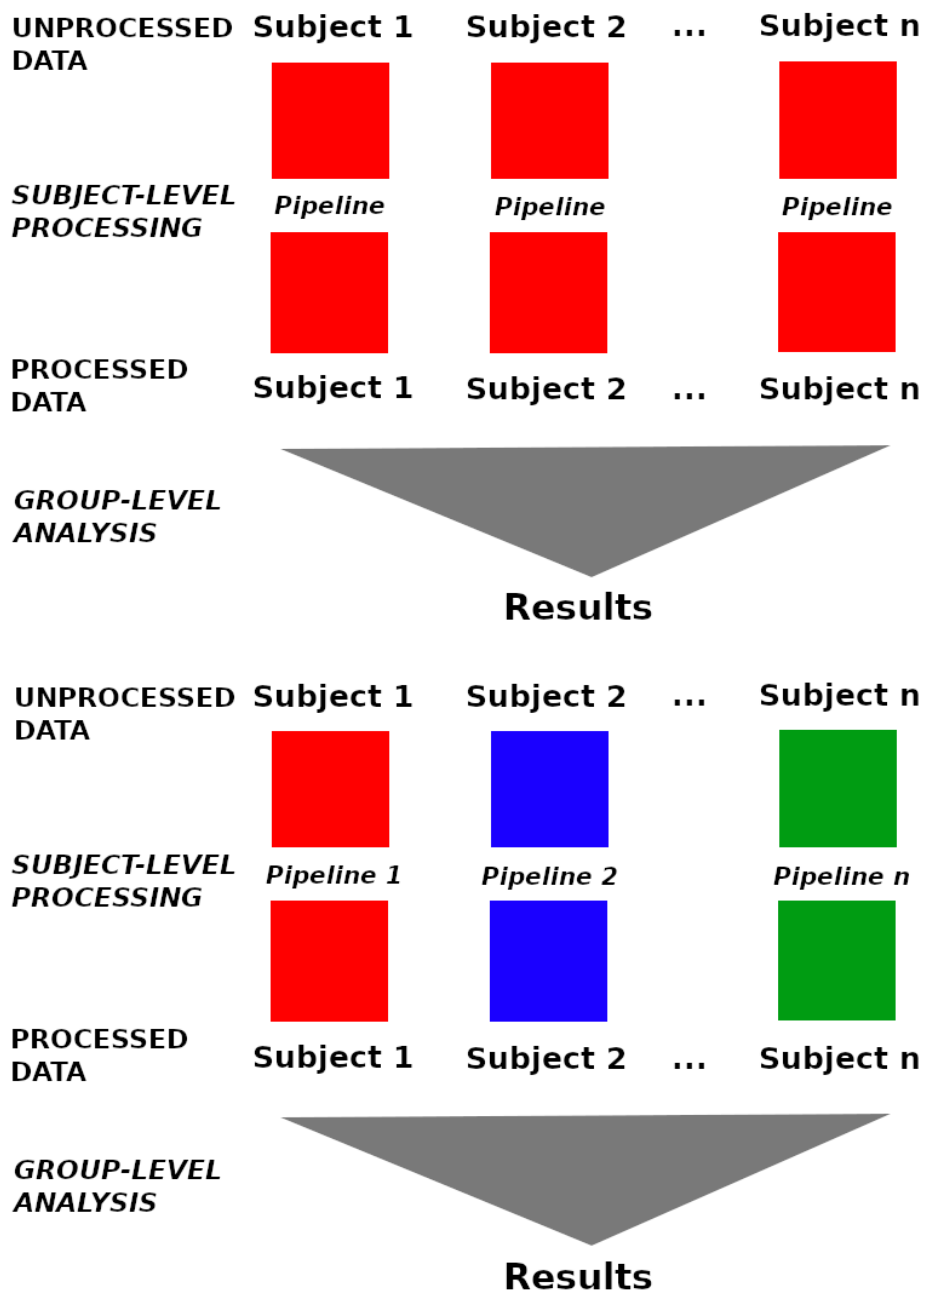 UNPROCESSED DATA
Subject 1 Subject 2 ... Subject n
SUBJECT-LEVEL PROCESSING
Pipeline Pipeline Pipeline
PROCESSED DATA
Subject 1 Subject 2 ... Subject n
GROUP-LEVEL ANALYSIS
Results
UNPROCESSED DATA
Subject 1 Subject 2 ... Subject n
SUBJECT-LEVEL PROCESSING
Pipeline 1 Pipeline 2 Pipeline n
PROCESSED DATA
Subject 1 Subject 2 ... Subject n
GROUP-LEVEL ANALYSIS
Results